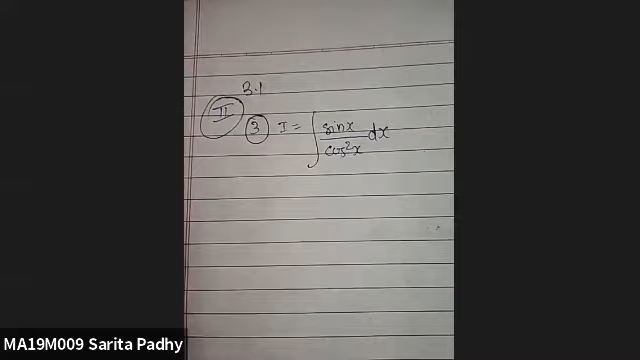 3.1
II
3 I = ∫ sinx / cos²x dx
MA19M009 Sarita Padhy